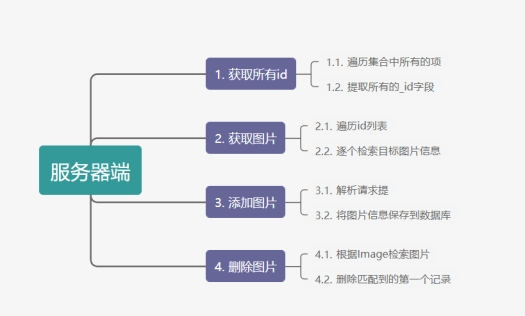 服务器端
1. 获取所有id
1.1. 遍历集合中所有的项
1.2. 提取所有的_id字段
2. 获取图片
2.1. 遍历id列表
2.2. 逐个检索目标图片信息
3. 添加图片
3.1. 解析请求提
3.2. 将图片信息保存到数据库
4. 删除图片
4.1. 根据Image检索图片
4.2. 删除匹配到的第一个记录